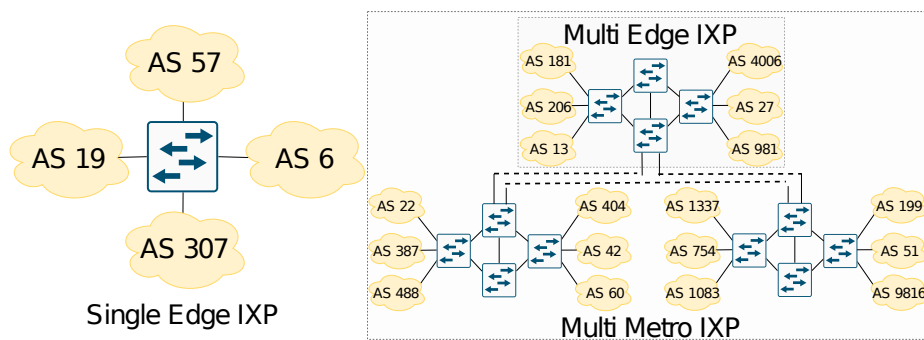 AS 57
AS 19
AS 6
AS 307
Single Edge IXP
Multi Edge IXP
AS 181
AS 4006
AS 206
AS 27
AS 13
AS 981
AS 22
AS 404
AS 387
AS 42
AS 488
AS 60
AS 1337
AS 199
AS 754
AS 51
AS 1083
AS 9816
Multi Metro IXP